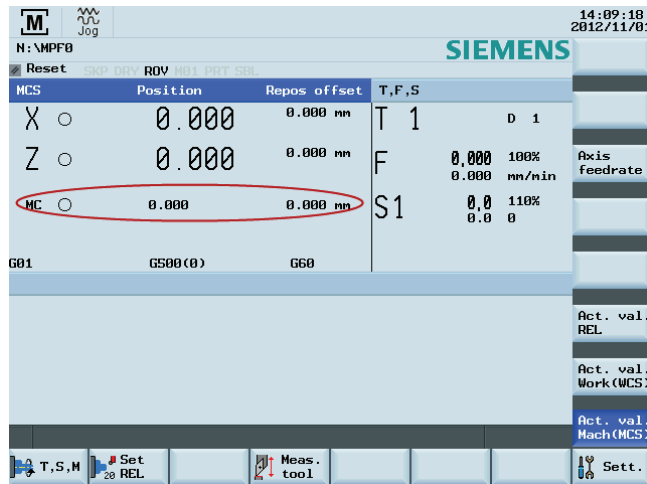 M Jog 14:09:18
2012/11/01
N:\MPF0 SIEMENS
Reset SKP DRY ROV M01 PRT SBL
MCS Position Repos offset T,F,S
X 0.000 0.000 mm T 1 D 1
Z 0.000 0.000 mm F 0.000 100%
0.000 mm/min
Axis
feedrate
MC 0.000 0.000 mm S1 0.0 110%
0.0 0
G01 G500(0) G60
Act. val.
REL
Act. val.
Work(WCS)
Act. val.
Mach(MCS)
T,S,M Set
20 REL Meas.
tool Sett.